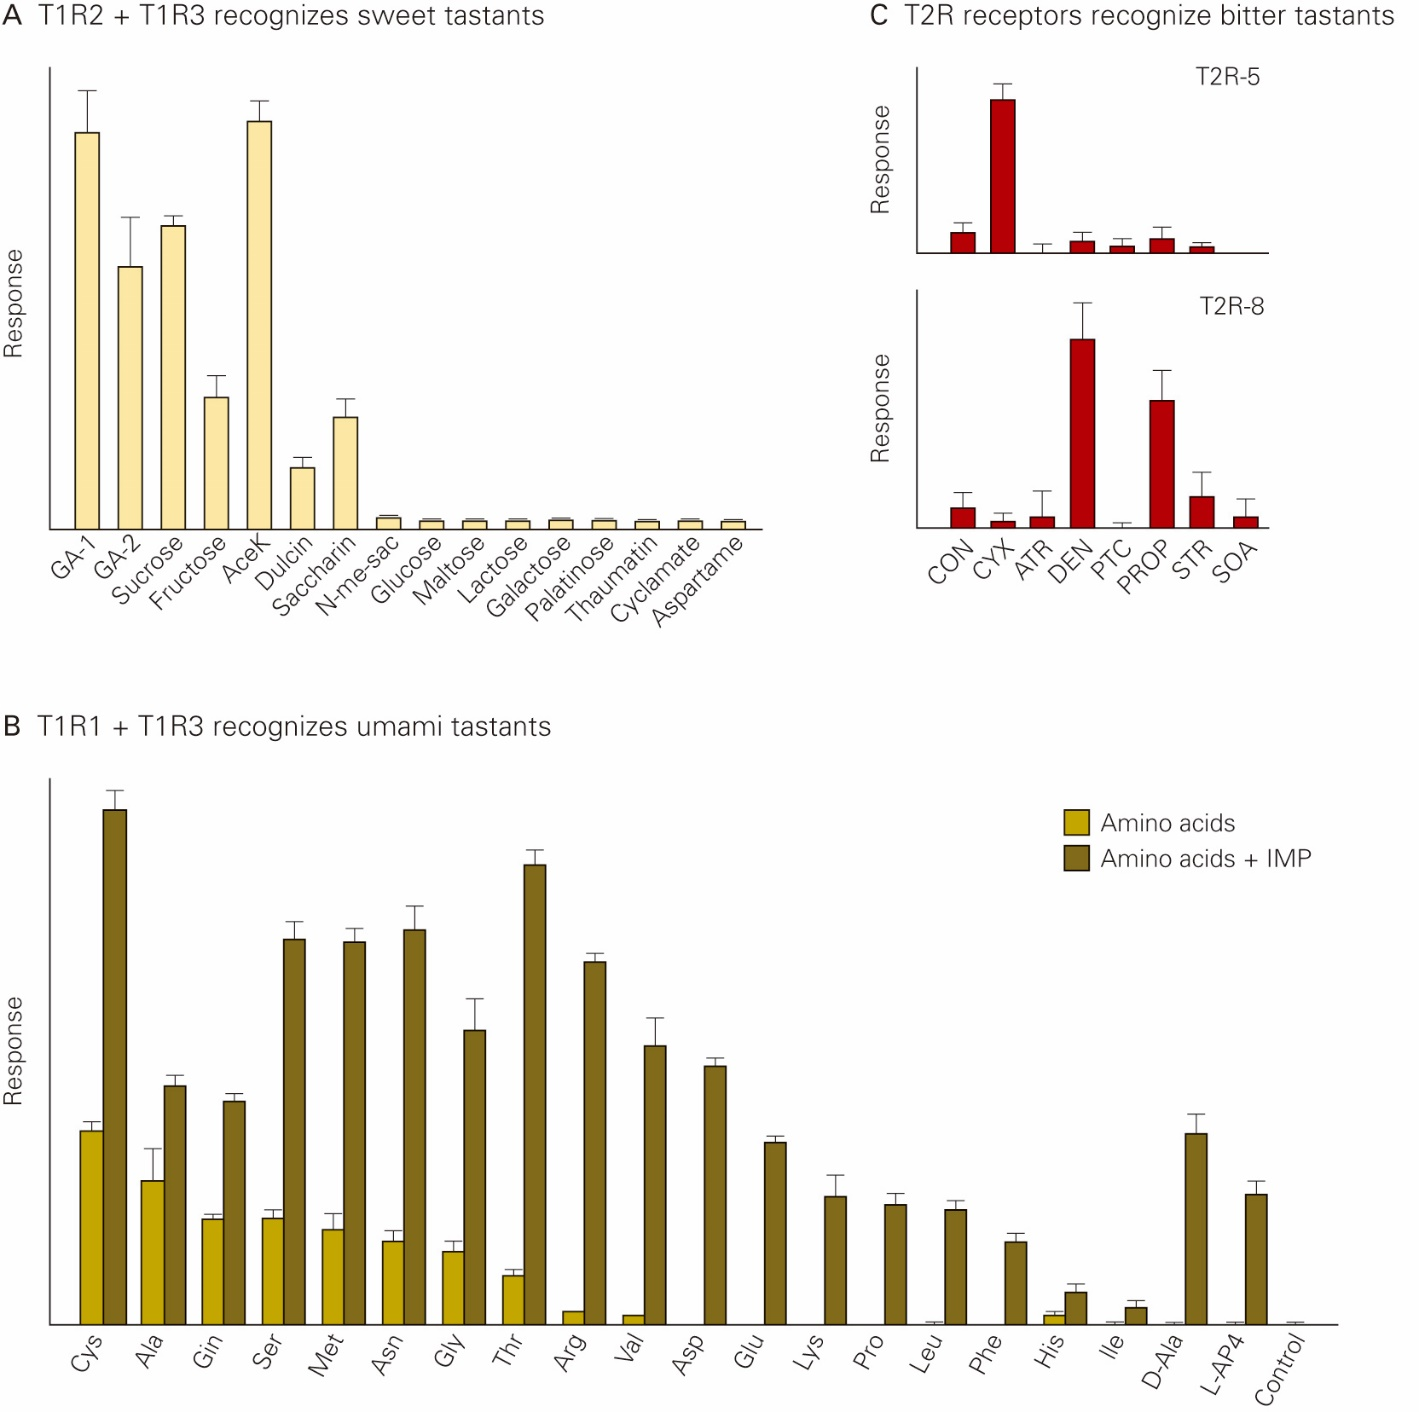 A T1R2 + T1R3 recognizes sweet tastants
Response
GA-1
GA-2
Sucrose
Fructose
AceK
Dulcin
Saccharin
N-me-sac
Glucose
Maltose
Lactose
Galactose
Palatinose
Thaumatin
Cyclamate
Aspartame
C T2R receptors recognize bitter tastants
T2R-5
Response
T2R-8
Response
CON
CYX
ATR
DEN
PTC
PROP
STR
SOA
B T1R1 + T1R3 recognizes umami tastants
Amino acids
Amino acids + IMP
Response
Cys
Ala
Gin
Ser
Met
Asn
Gly
Thr
Arg
Val
Asp
Glu
Lys
Pro
Leu
Phe
His
Ile
D-Ala
L-AP4
Control